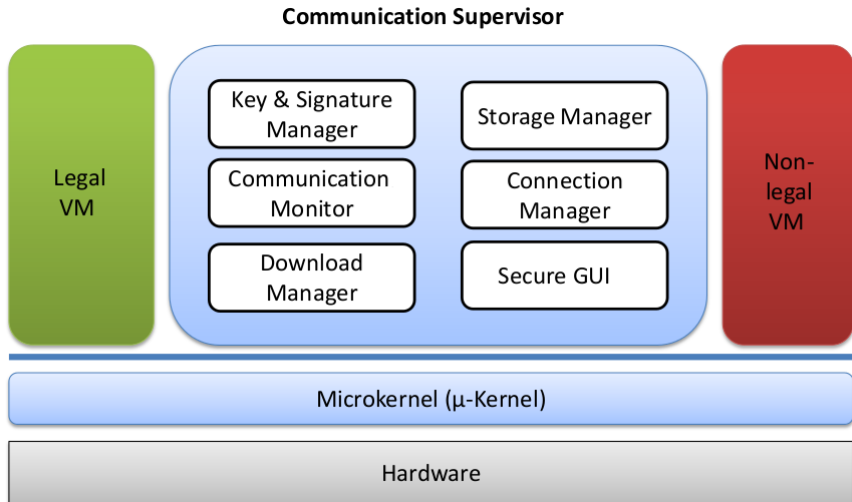 Communication Supervisor
Legal
VM
Key & Signature
Manager
Communication
Monitor
Download
Manager
Storage Manager
Connection
Manager
Secure GUI
Non-
legal
VM
Microkernel (µ-Kernel)
Hardware